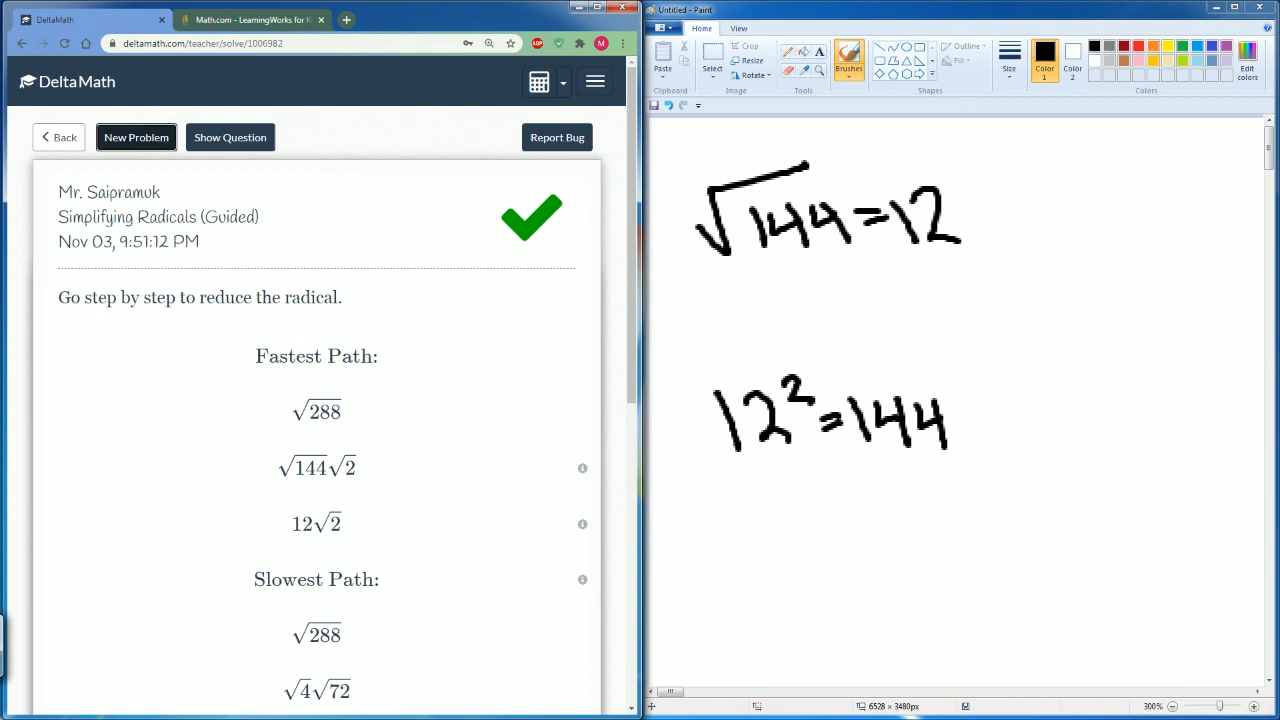 DeltaMath
Math.com - LearningWorks for K
deltamath.com/teacher/solve/1006982
ABP
M
DeltaMath
Back
New Problem
Show Question
Report Bug
Mr. Saipramuk
Simplifying Radicals (Guided)
Nov 03, 9:51:12 PM
Go step by step to reduce the radical.
Fastest Path:
√288
√144√2
12√2
Slowest Path:
√288
√4√72
Untitled - Paint
Home
View
Paste
Select
Crop
Resize
Rotate
A
Brushes
Outline
Fill
Size
Color 1
Color 2
Edit colors
Clipboard
Image
Tools
Shapes
Colors
√144=12
12²=144
6528 × 3480px
300%